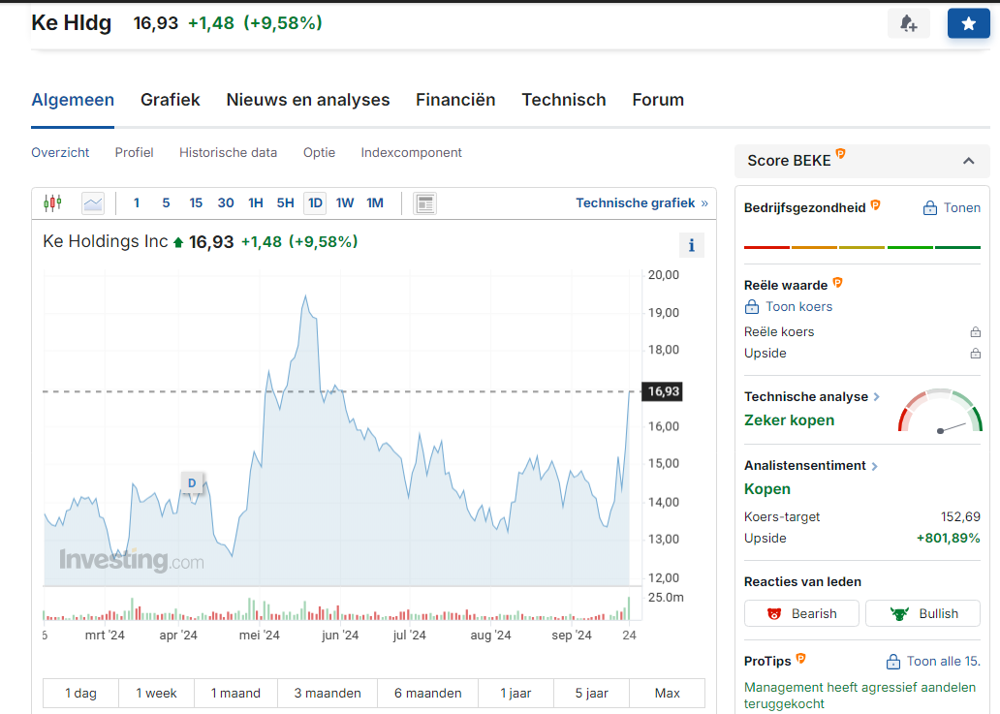 Ke Hldg 16,93 +1,48 (+9,58%)
Algemeen Grafiek Nieuws en analyses Financiën Technisch Forum
Overzicht Profiel Historische data Optie Indexcomponent
1 5 15 30 1H 5H 1D 1W 1M Technische grafiek »
Ke Holdings Inc 16,93 +1,48 (+9,58%)
i
20,00
19,00
18,00
16,93
16,00
15,00
14,00
13,00
12,00
25.0m
D
Investing.com
6 mrt '24 apr '24 mei '24 jun '24 jul '24 aug '24 sep '24 24
1 dag 1 week 1 maand 3 maanden 6 maanden 1 jaar 5 jaar Max
Score BEKE P
Bedrijfsgezondheid P Tonen
Reële waarde P
Toon koers
Reële koers
Upside
Technische analyse
Zeker kopen
Analistensentiment
Kopen
Koers-target 152,69
Upside +801,89%
Reacties van leden
Bearish Bullish
ProTips P Toon alle 15.
Management heeft agressief aandelen
teruggekocht